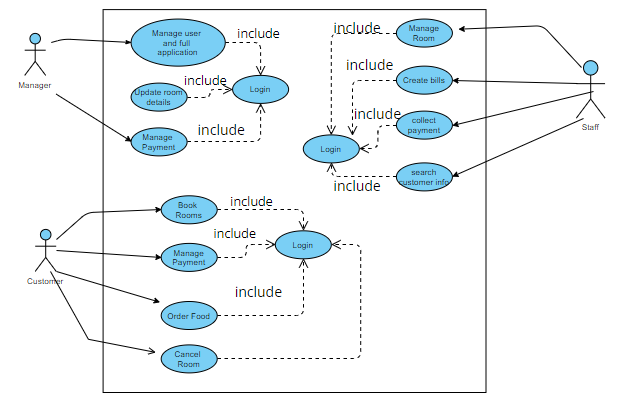 Manage user
and full
application
include
include
Manage
Room
Manager
Update room
details
include
Login
include
Create bills
Manage
Payment
include
include
collect
payment
Login
Staff
include
search
customer info
Book
Rooms
include
Manage
Payment
include
Login
Customer
include
Order Food
Cancel
Room